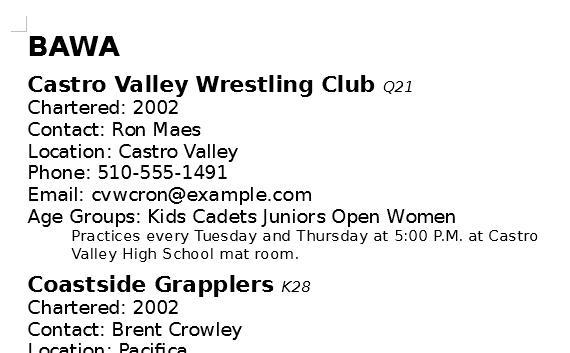 BAWA
Castro Valley Wrestling Club Q21
Chartered: 2002
Contact: Ron Maes
Location: Castro Valley
Phone: 510-555-1491
Email: cvwcron@example.com
Age Groups: Kids Cadets Juniors Open Women
Practices every Tuesday and Thursday at 5:00 P.M. at Castro
Valley High School mat room.
Coastside Grapplers K28
Chartered: 2002
Contact: Brent Crowley
Location: Pacifica